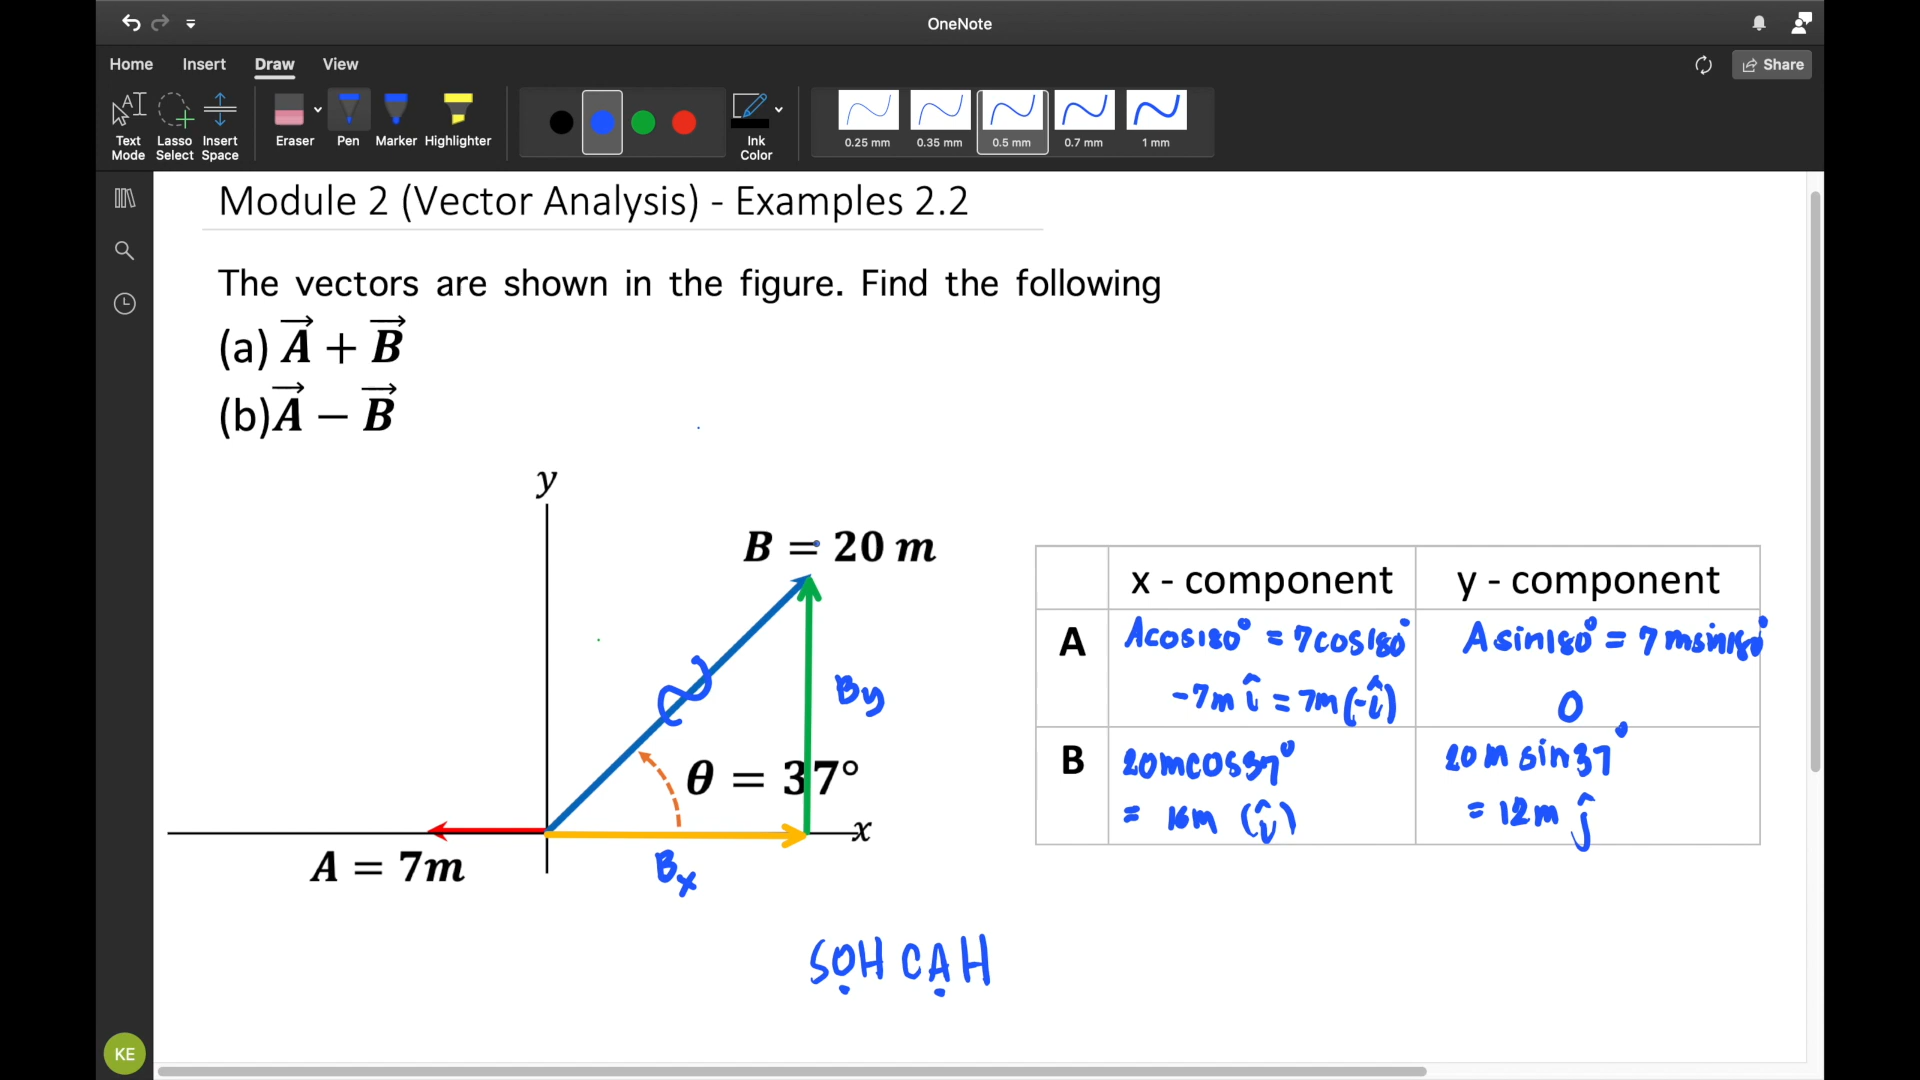 OneNote
Home Insert Draw View
Share
Text Mode
Lasso Select
Insert Space
Eraser
Pen
Marker
Highlighter
Ink Color
0.25 mm
0.35 mm
0.5 mm
0.7 mm
1 mm
Module 2 (Vector Analysis) - Examples 2.2
The vectors are shown in the figure. Find the following
(a) A⃗ + B⃗
(b) A⃗ − B⃗
y
B = 20 m
By
θ = 37°
x
A = 7m
Bx
SOH CAH
x - component y - component
A
Acos180° = 7cos180°
-7m î = 7m(-î)
Asin180° = 7msin180°
0
B
20mcos37°
= 16m (î)
20m sin37°
= 12m ĵ
KE